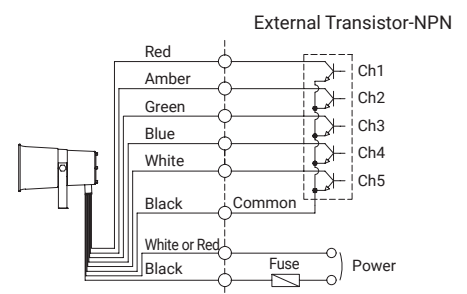 External Transistor-NPN
Red
Ch1
Amber
Ch2
Green
Ch3
Blue
Ch4
White
Ch5
Black
Common
White or Red
Black
Fuse
Power